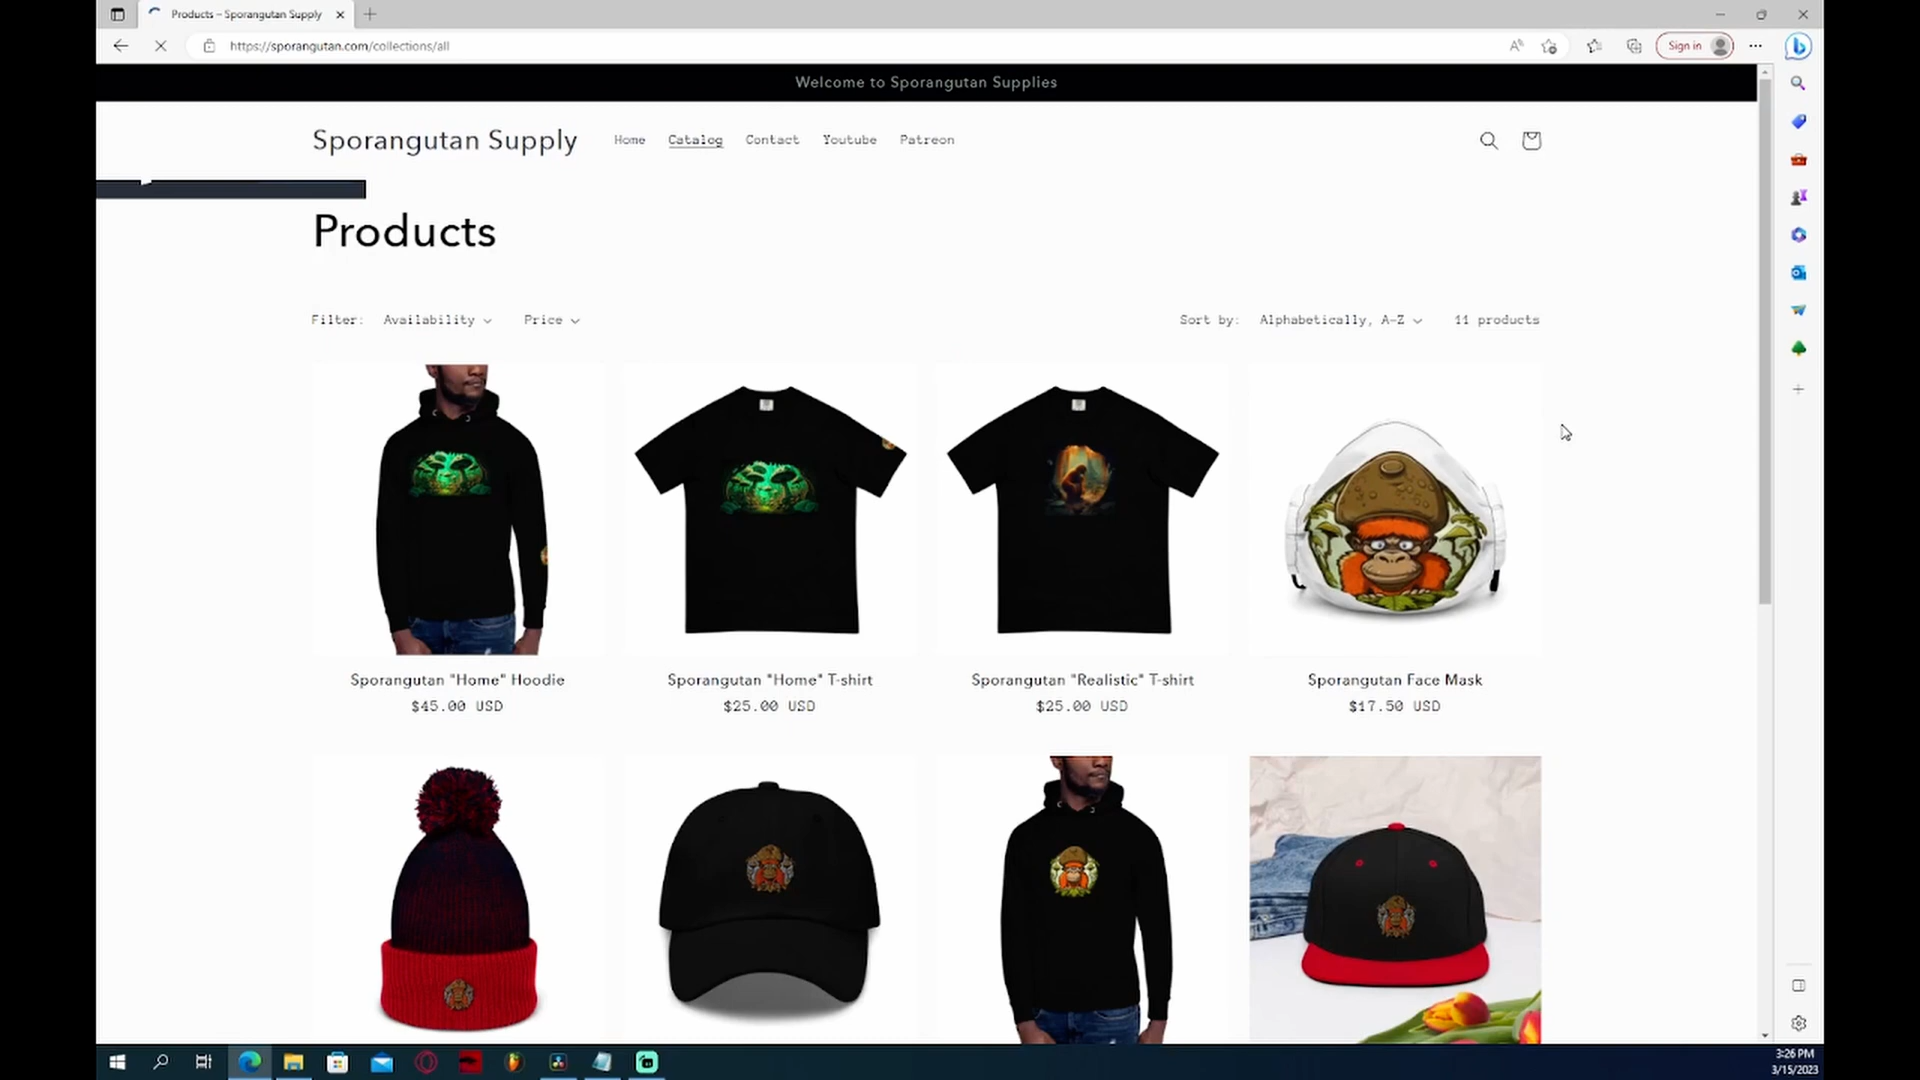 Products – Sporangutan Supply
https://sporangutan.com/collections/all
Sign in
Welcome to Sporangutan Supplies
Sporangutan Supply
Home Catalog Contact Youtube Patreon
Products
Filter: Availability Price
Sort by: Alphabetically, A-Z 11 products
Sporangutan "Home" Hoodie
$45.00 USD
Sporangutan "Home" T-shirt
$25.00 USD
Sporangutan "Realistic" T-shirt
$25.00 USD
Sporangutan Face Mask
$17.50 USD
3:26 PM
3/15/2023